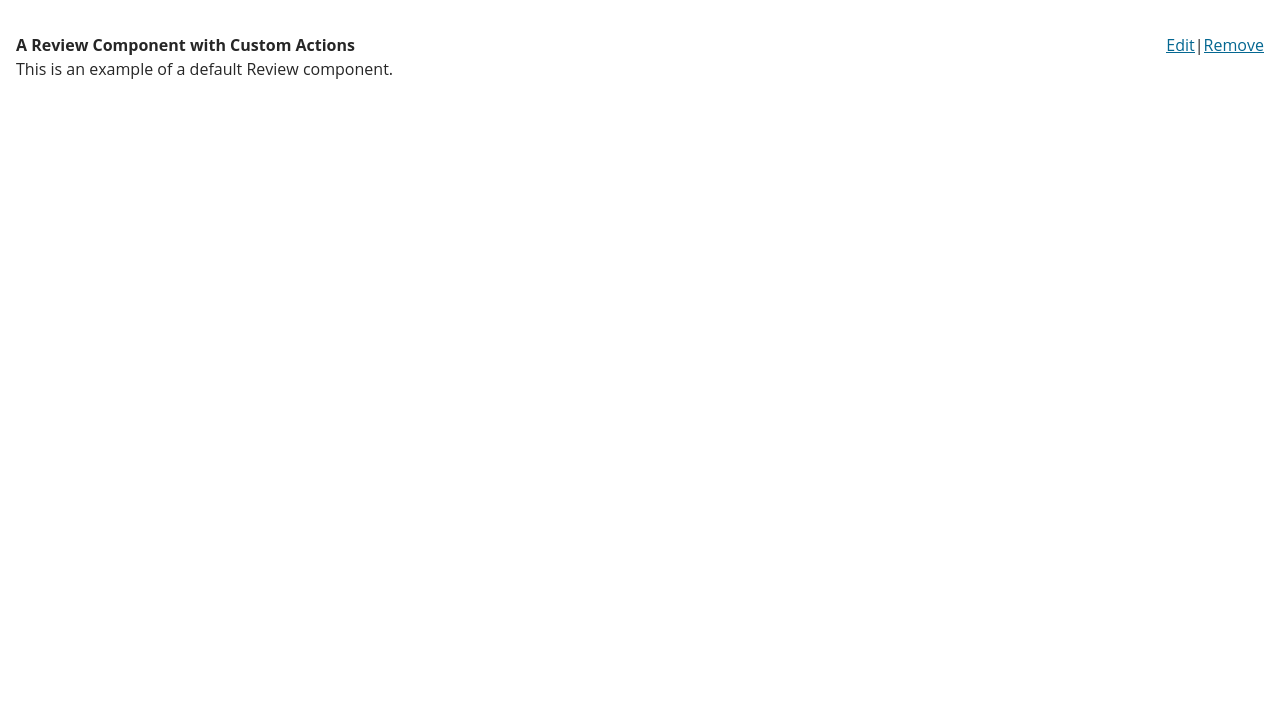 A Review Component with Custom Actions
Edit|Remove
This is an example of a default Review component.